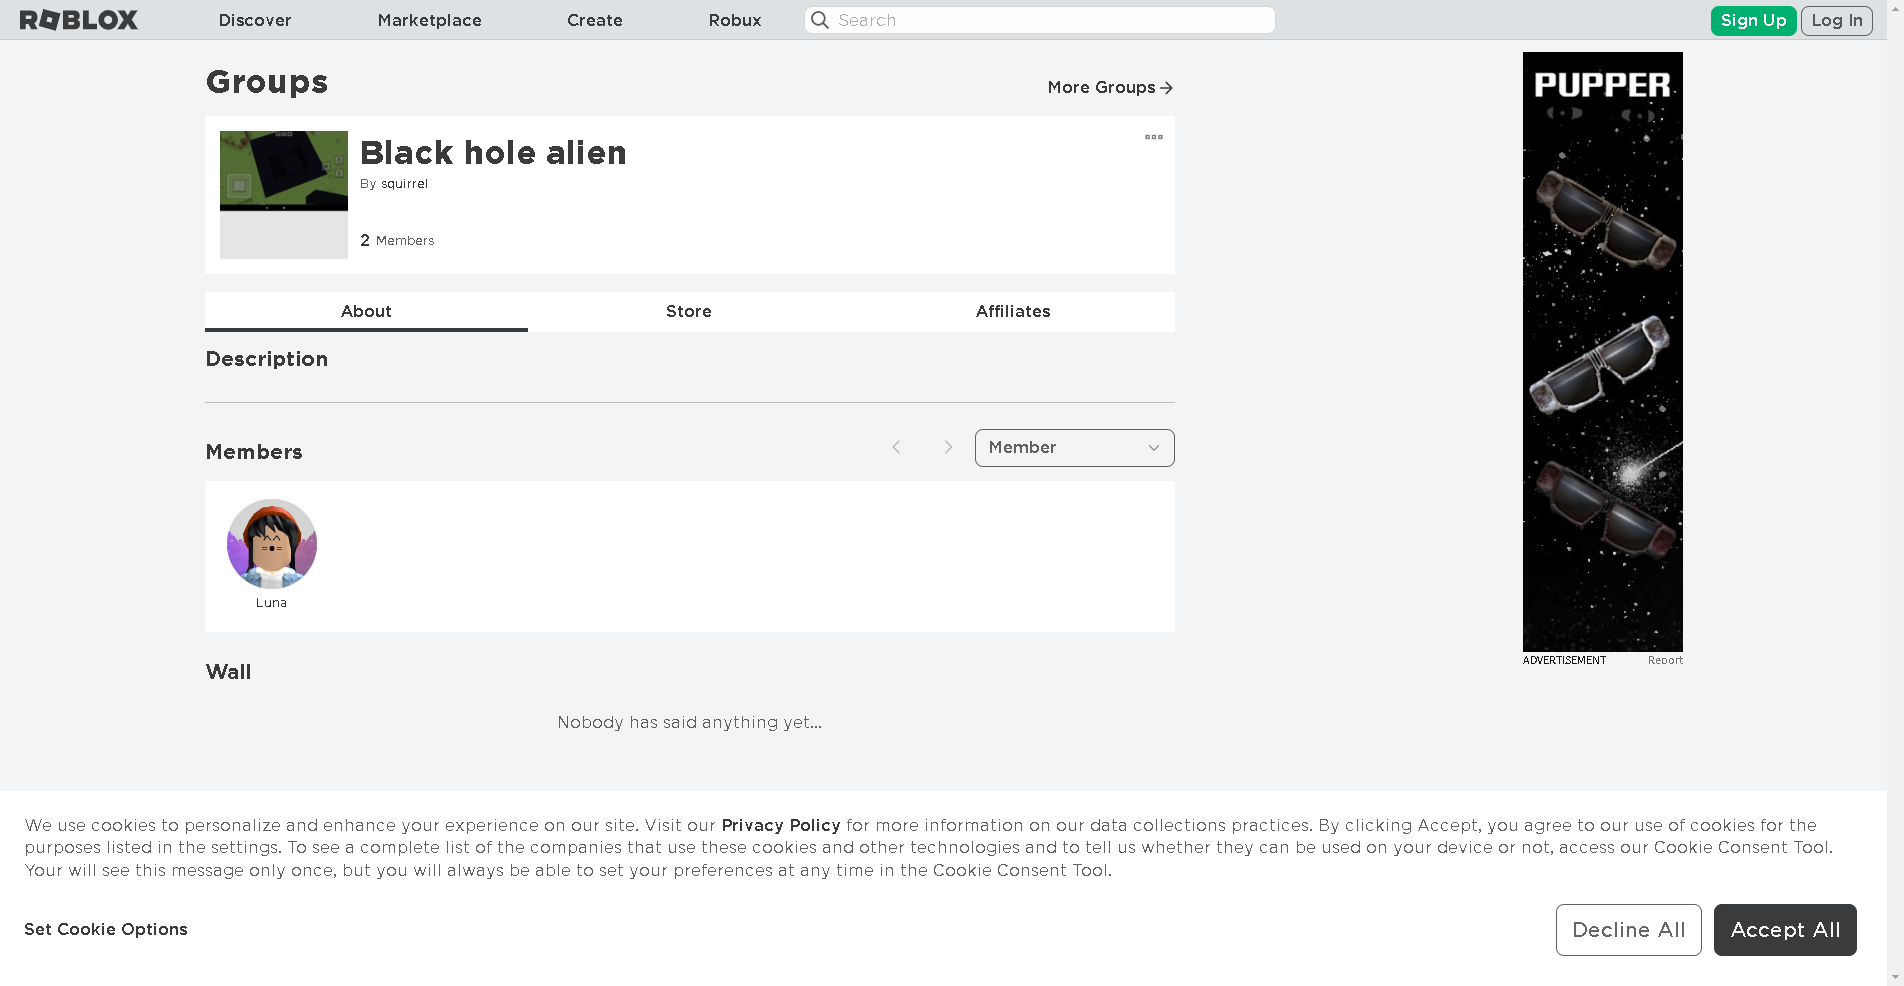 ROBLOX
Discover
Marketplace
Create
Robux
Search
Sign Up
Log In
Groups
More Groups
Black hole alien
By squirrel
2 Members
About
Store
Affiliates
Description
Members
Member
Luna
Wall
Nobody has said anything yet...
PUPPER
ADVERTISEMENT
Report
We use cookies to personalize and enhance your experience on our site. Visit our Privacy Policy for more information on our data collections practices. By clicking Accept, you agree to our use of cookies for the
purposes listed in the settings. To see a complete list of the companies that use these cookies and other technologies and to tell us whether they can be used on your device or not, access our Cookie Consent Tool.
Your will see this message only once, but you will always be able to set your preferences at any time in the Cookie Consent Tool.
Set Cookie Options
Decline All
Accept All